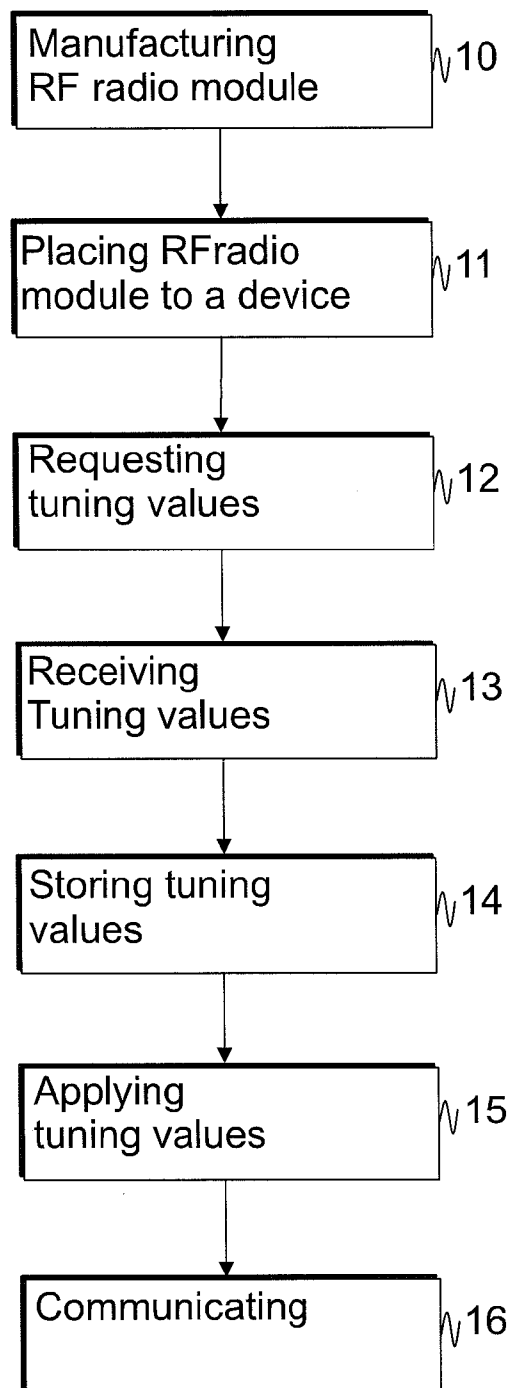 Manufacturing
RF radio module
10
Placing RFradio
module to a device
11
Requesting
tuning values
12
Receiving
Tuning values
13
Storing tuning
values
14
Applying
tuning values
15
Communicating
16